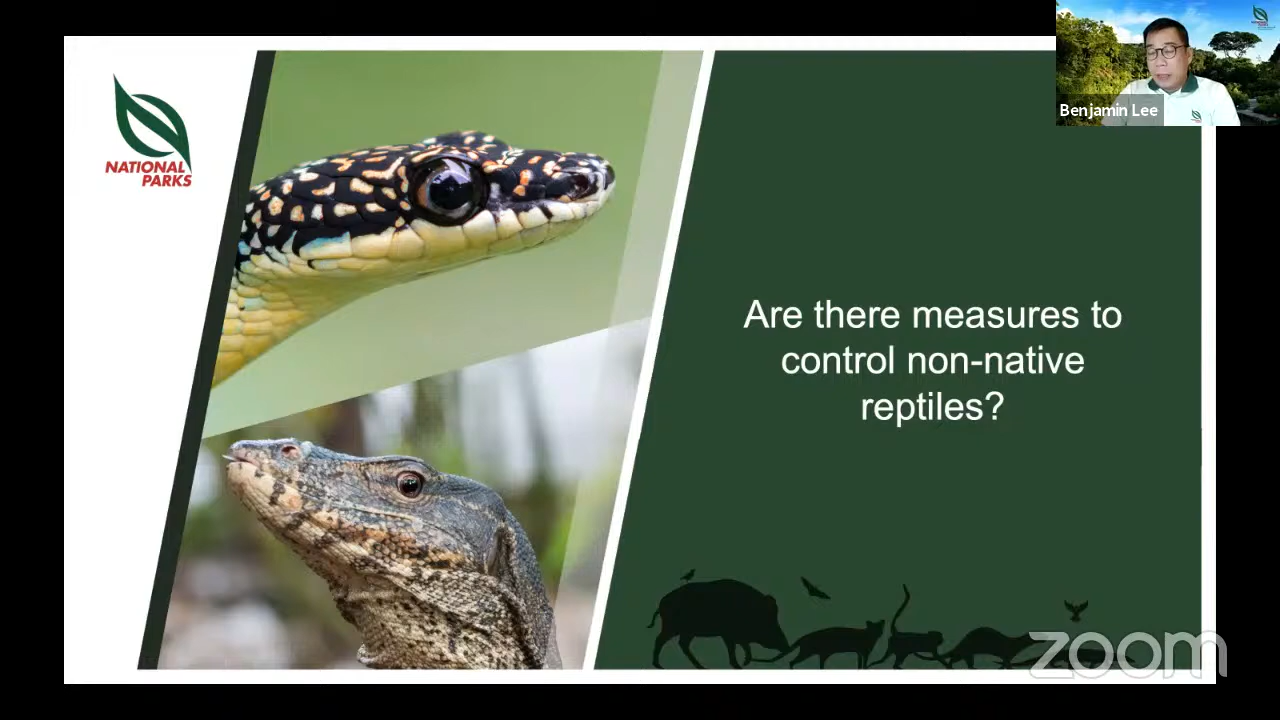 NATIONAL
PARKS
Are there measures to
control non-native
reptiles?
Benjamin Lee
zoom